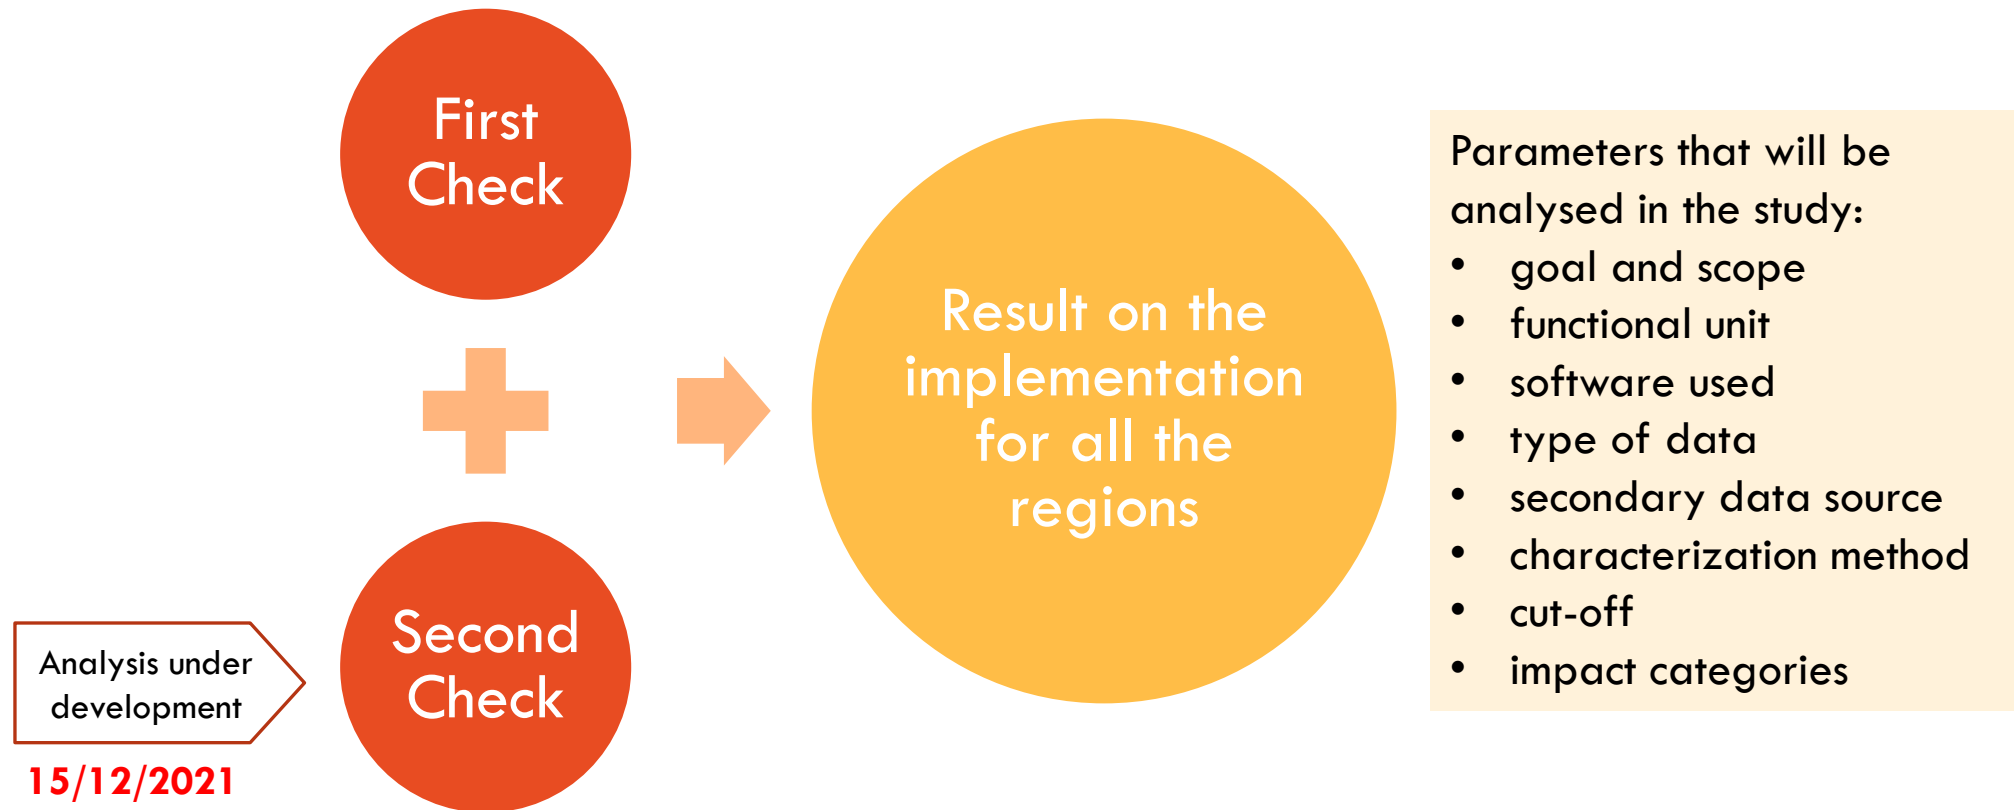 First
Check
Second
Check
Analysis under
development
15/12/2021
Result on the
implementation
for all the
regions
Parameters that will be
analysed in the study:
• goal and scope
• functional unit
• software used
• type of data
• secondary data source
• characterization method
• cut-off
• impact categories